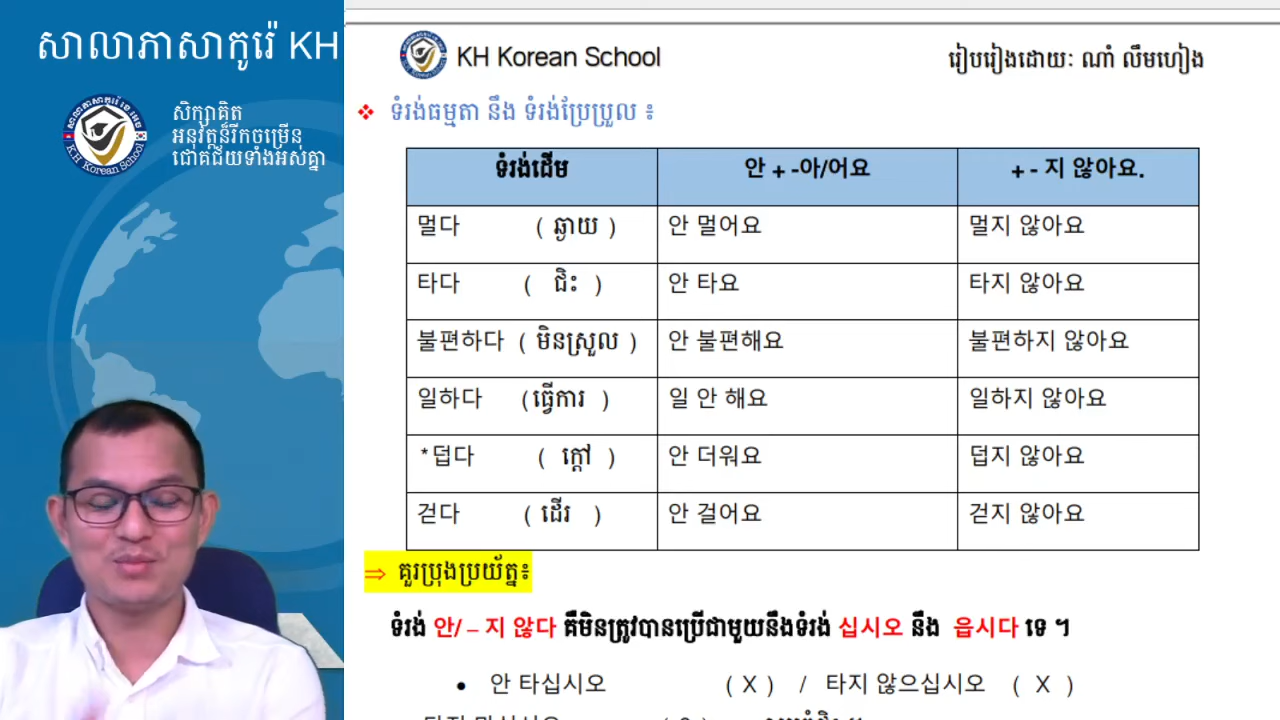 សាលាភាសាកូរ៉េ KH
សិក្សាគិត
អនុវត្តន៏រីកចម្រើន
ជោគជ័យទាំងអស់គ្នា
KH Korean School
រៀបរៀងដោយ: ណាំ លឹមហៀង
❖ ទំរង់ធម្មតា នឹង ទំរង់ប្រែប្រួល ៖
ទំរង់ដើម 안 + -아/어요 + - 지 않아요.
멀다 ( ឆ្ងាយ ) 안 멀어요 멀지 않아요
타다 ( ជិះ ) 안 타요 타지 않아요
불편하다 ( មិនស្រួល ) 안 불편해요 불편하지 않아요
일하다 (ធ្វើការ ) 일 안 해요 일하지 않아요
*덥다 ( ក្តៅ ) 안 더워요 덥지 않아요
걷다 ( ដើរ ) 안 걸어요 걷지 않아요
⇒ គួរប្រុងប្រយ័ត្ន៖
ទំរង់ 안/ – 지 않다 គឺមិនត្រូវបានប្រើជាមួយនឹងទំរង់ 십시오 នឹង 읍시다 ទេ ។
• 안 타십시오 ( X ) / 타지 않으십시오 ( X )